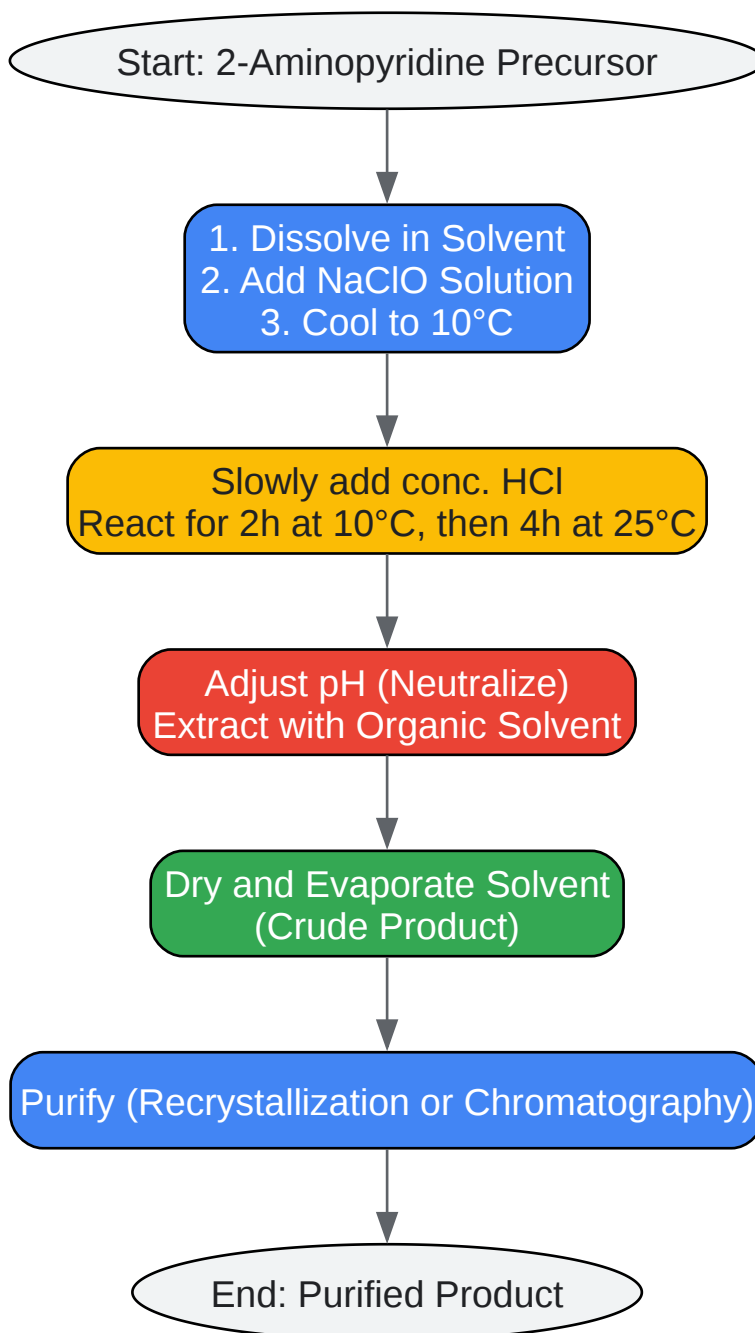 Start: 2-Aminopyridine Precursor
1. Dissolve in Solvent
2. Add NaClO Solution
3. Cool to 10°C
Slowly add conc. HCl
React for 2h at 10°C, then 4h at 25°C
Adjust pH (Neutralize)
Extract with Organic Solvent
Dry and Evaporate Solvent
(Crude Product)
Purify (Recrystallization or Chromatography)
End: Purified Product